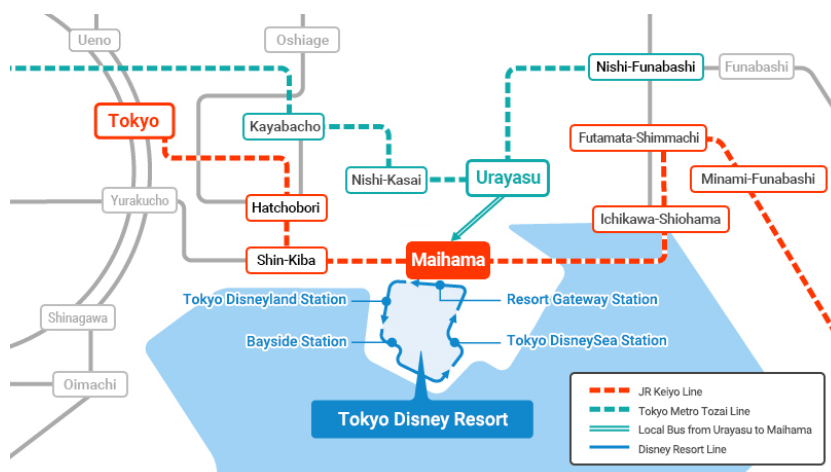 Ueno
Oshiage
Nishi-Funabashi
Funabashi
Tokyo
Kayabacho
Futamata-Shimmachi
Nishi-Kasai
Urayasu
Minami-Funabashi
Yurakucho
Hatchobori
Ichikawa-Shiohama
Shin-Kiba
Maihama
Tokyo Disneyland Station
Resort Gateway Station
Shinagawa
Bayside Station
Tokyo DisneySea Station
Oimachi
Tokyo Disney Resort
JR Keiyo Line
Tokyo Metro Tozai Line
Local Bus from Urayasu to Maihama
Disney Resort Line